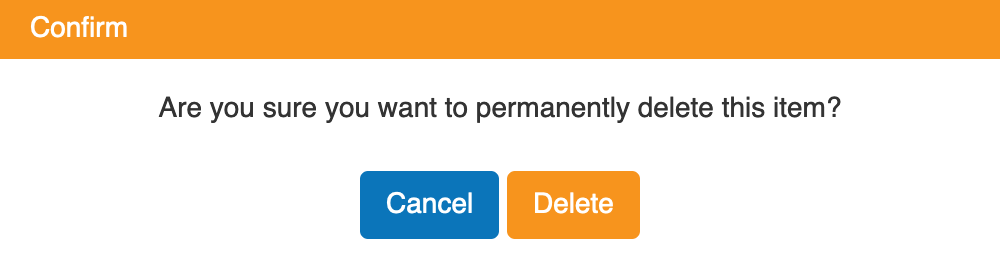 Confirm
Are you sure you want to permanently delete this item?
Cancel Delete